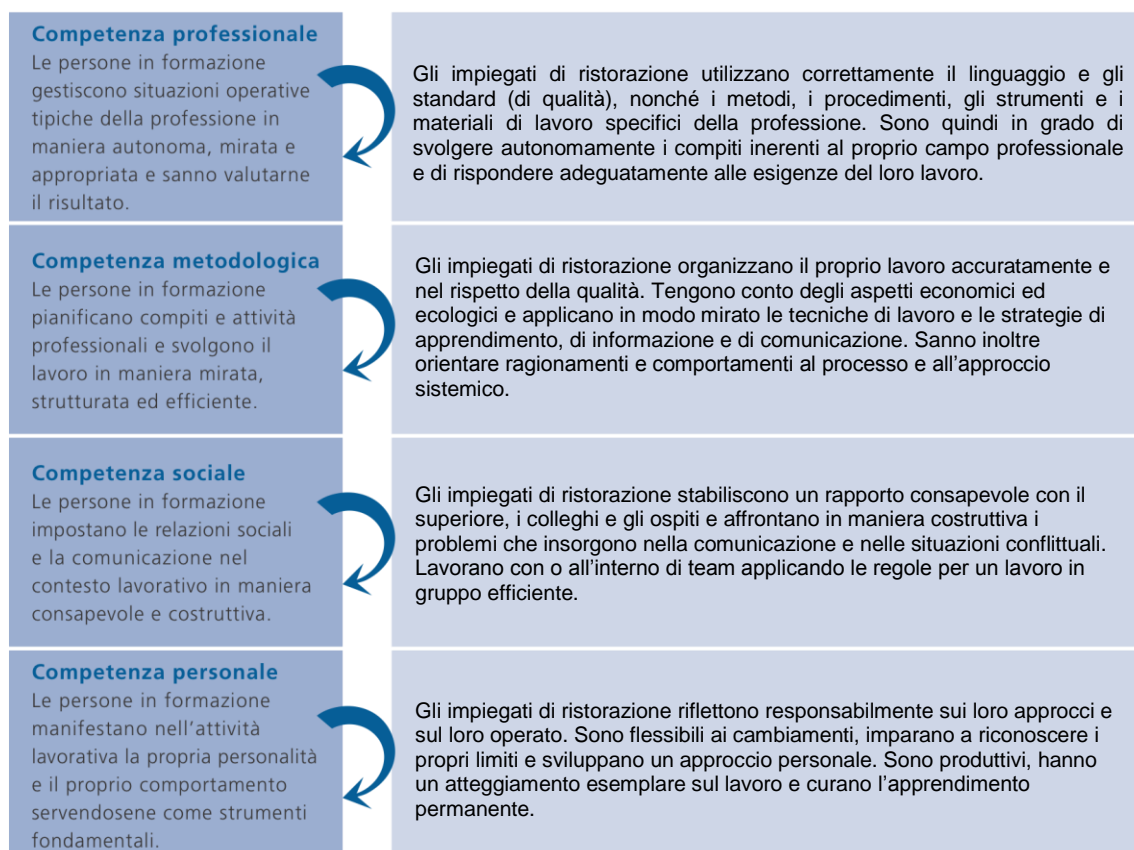 Competenza professionale
Le persone in formazione
gestiscono situazioni operative
tipiche della professione in
maniera autonoma, mirata e
appropriata e sanno valutarne
il risultato.
Gli impiegati di ristorazione utilizzano correttamente il linguaggio e gli
standard (di qualità), nonché i metodi, i procedimenti, gli strumenti e i
materiali di lavoro specifici della professione. Sono quindi in grado di
svolgere autonomamente i compiti inerenti al proprio campo professionale
e di rispondere adeguatamente alle esigenze del loro lavoro.
Competenza metodologica
Le persone in formazione
pianificano compiti e attività
professionali e svolgono il
lavoro in maniera mirata,
strutturata ed efficiente.
Gli impiegati di ristorazione organizzano il proprio lavoro accuratamente e
nel rispetto della qualità. Tengono conto degli aspetti economici ed
ecologici e applicano in modo mirato le tecniche di lavoro e le strategie di
apprendimento, di informazione e di comunicazione. Sanno inoltre
orientare ragionamenti e comportamenti al processo e all'approccio
sistemico.
Competenza sociale
Le persone in formazione
impostano le relazioni sociali
e la comunicazione nel
contesto lavorativo in maniera
consapevole e costruttiva.
Gli impiegati di ristorazione stabiliscono un rapporto consapevole con il
superiore, i colleghi e gli ospiti e affrontano in maniera costruttiva i
problemi che insorgono nella comunicazione e nelle situazioni conflittuali.
Lavorano con o all'interno di team applicando le regole per un lavoro in
gruppo efficiente.
Competenza personale
Le persone in formazione
manifestano nell'attività
lavorativa la propria personalità
e il proprio comportamento
servendosene come strumenti
fondamentali.
Gli impiegati di ristorazione riflettono responsabilmente sui loro approcci e
sul loro operato. Sono flessibili ai cambiamenti, imparano a riconoscere i
propri limiti e sviluppano un approccio personale. Sono produttivi, hanno
un atteggiamento esemplare sul lavoro e curano l'apprendimento
permanente.